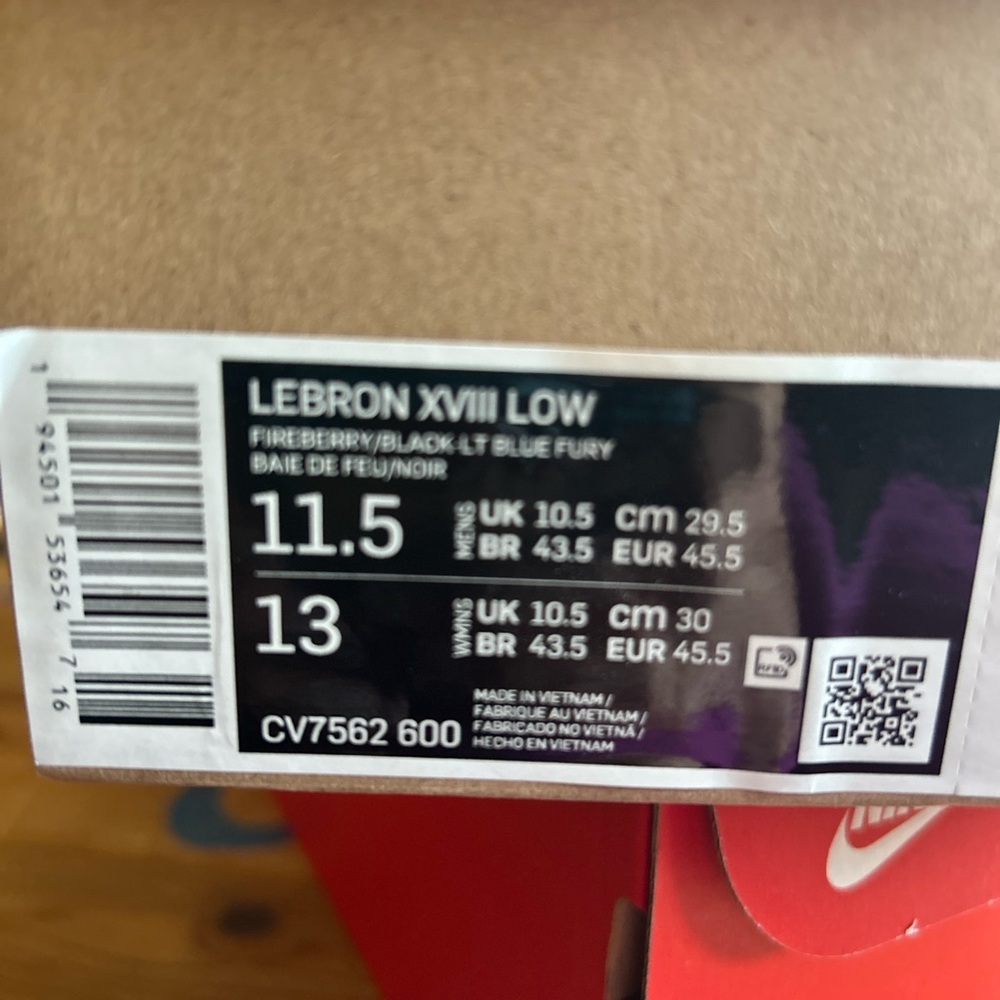 LEBRON XVIII LOW
FIREBERRY/BLACK-LT BLUE FURY
BAIE DE FEU/NOIR
11.5 MENS UK 10.5 cm 29.5
BR 43.5 EUR 45.5
13 WMNS UK 10.5 cm 30
BR 43.5 EUR 45.5
CV7562 600
MADE IN VIETNAM /
FABRIQUE AU VIETNAM /
FABRICADO NO VIETNÃ /
HECHO EN VIETNAM
RFID
1 94501 53654 7 16
NIKE